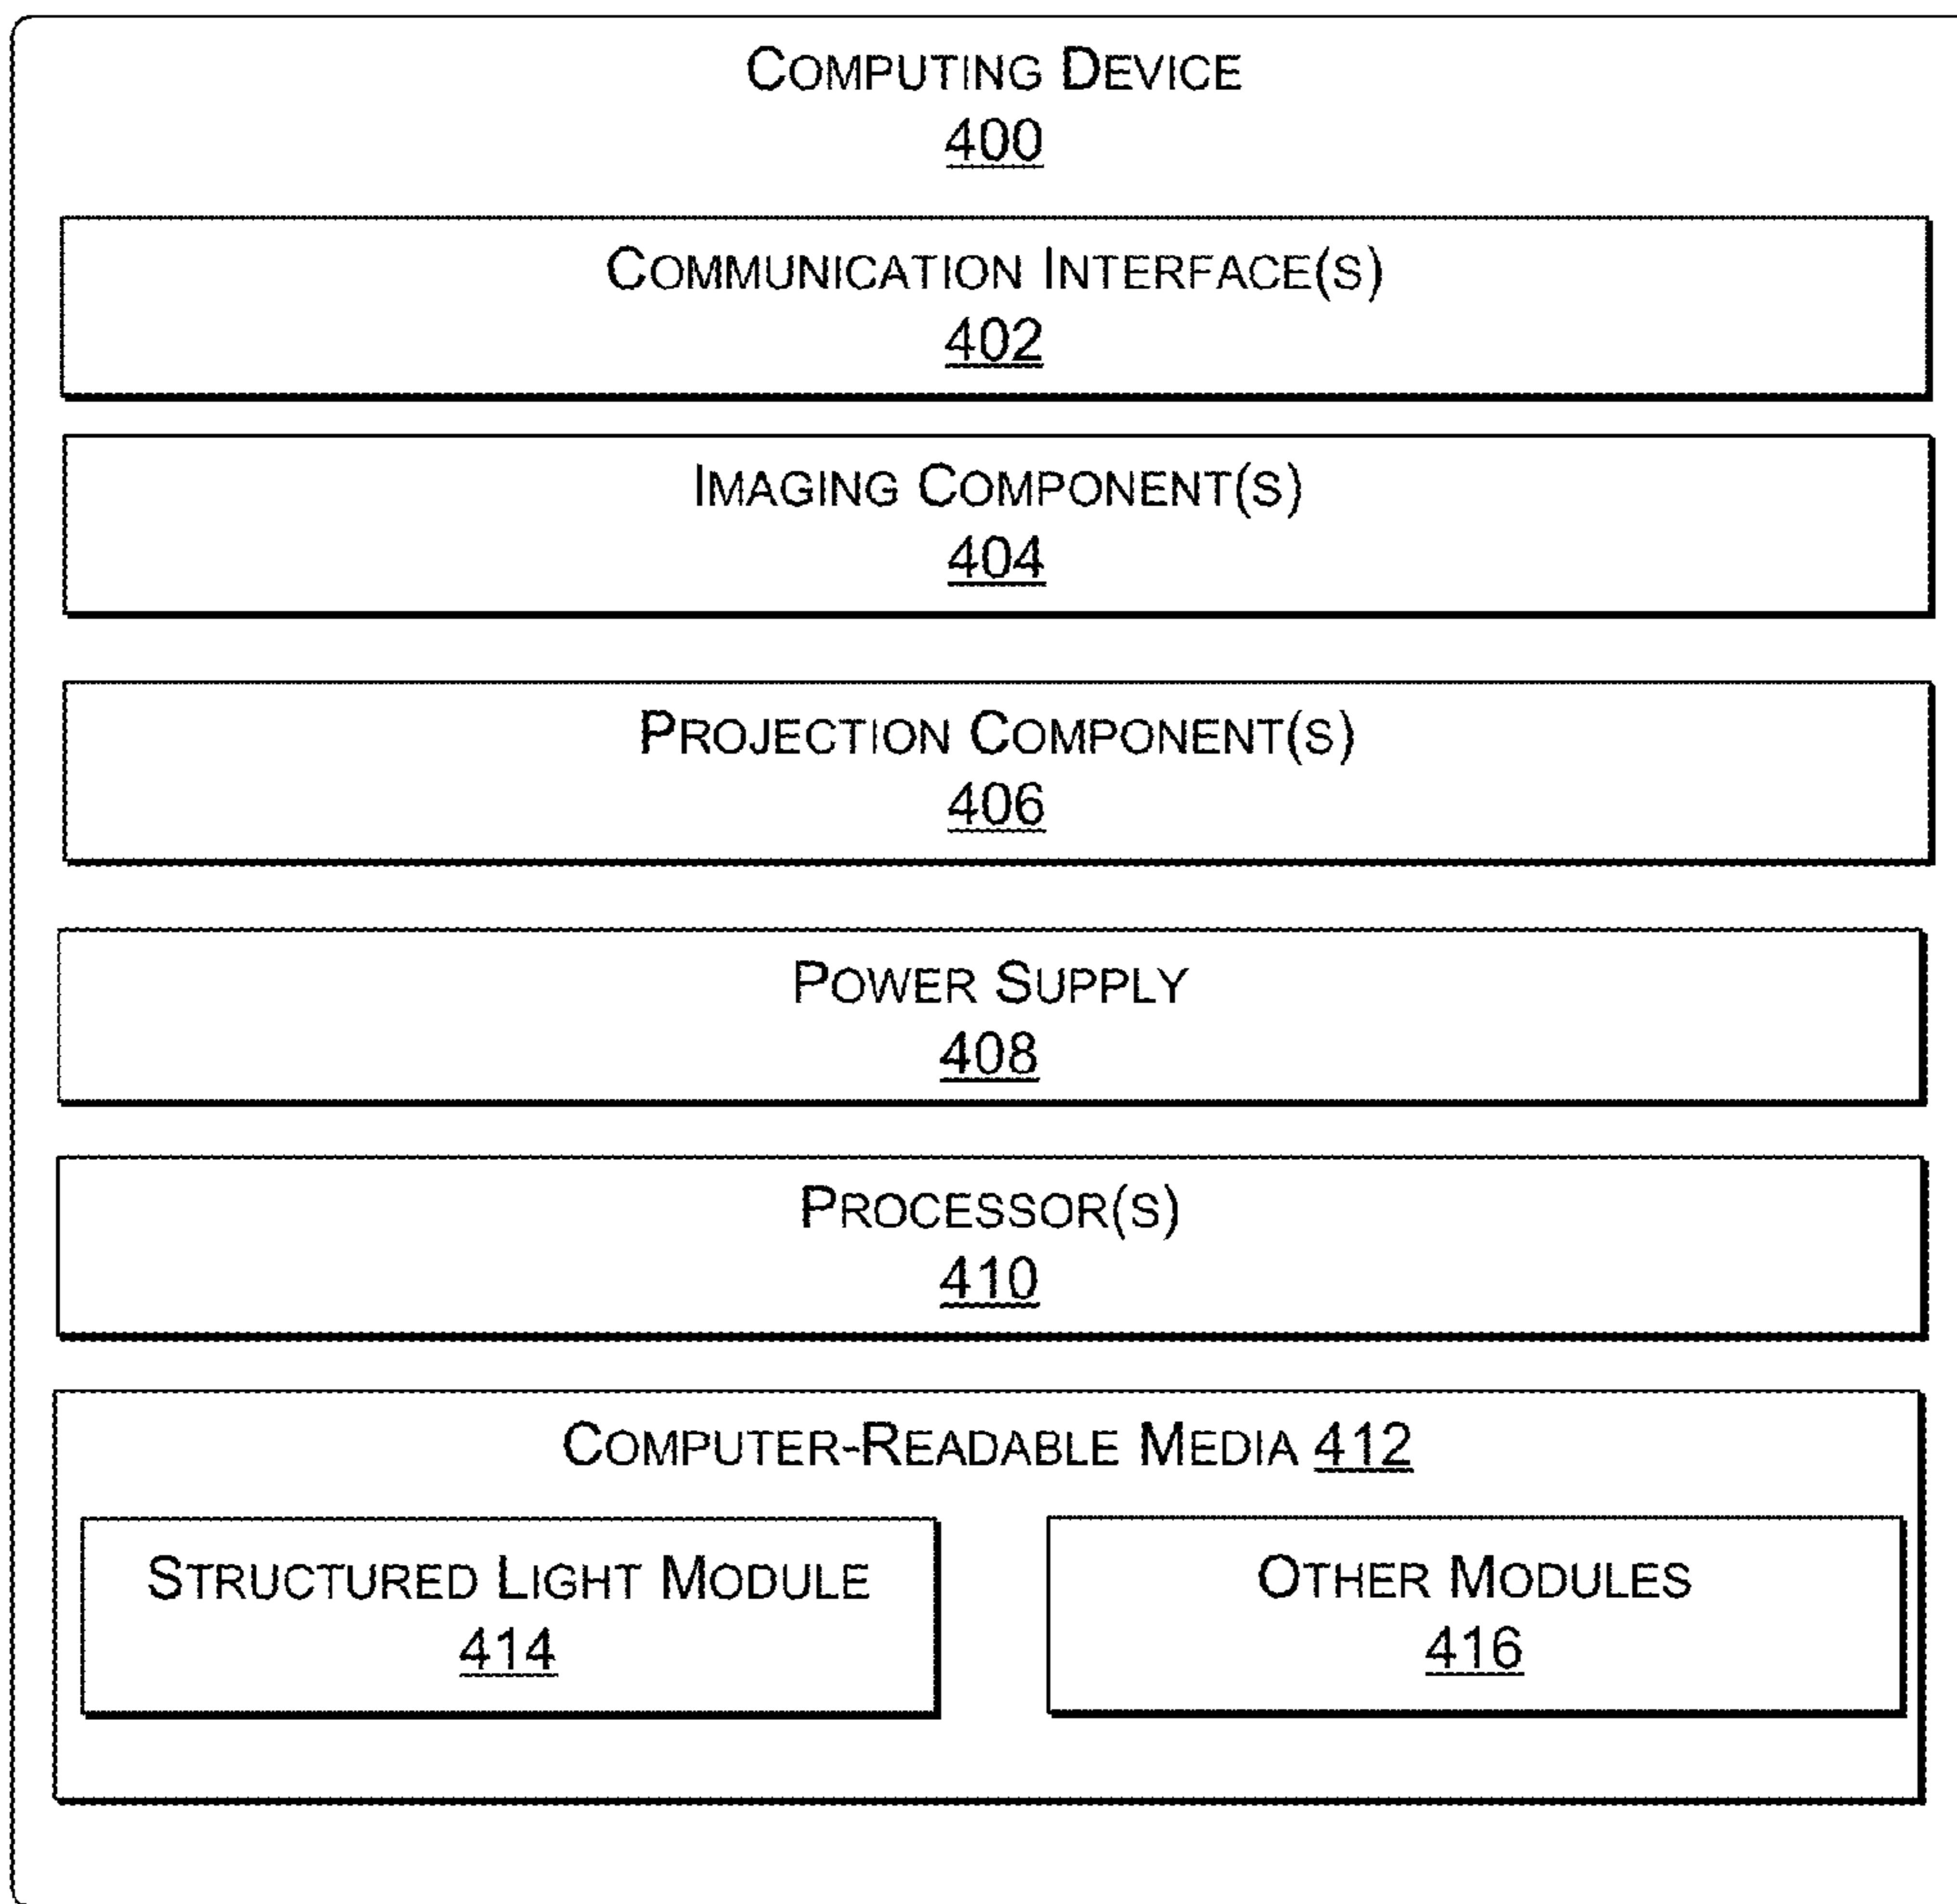 COMPUTING DEVICE
400
COMMUNICATION INTERFACE(S)
402
IMAGING COMPONENT(S)
404
PROJECTION COMPONENT(S)
406
POWER SUPPLY
408
PROCESSOR(S)
410
COMPUTER-READABLE MEDIA 412
STRUCTURED LIGHT MODULE
414
OTHER MODULES
416